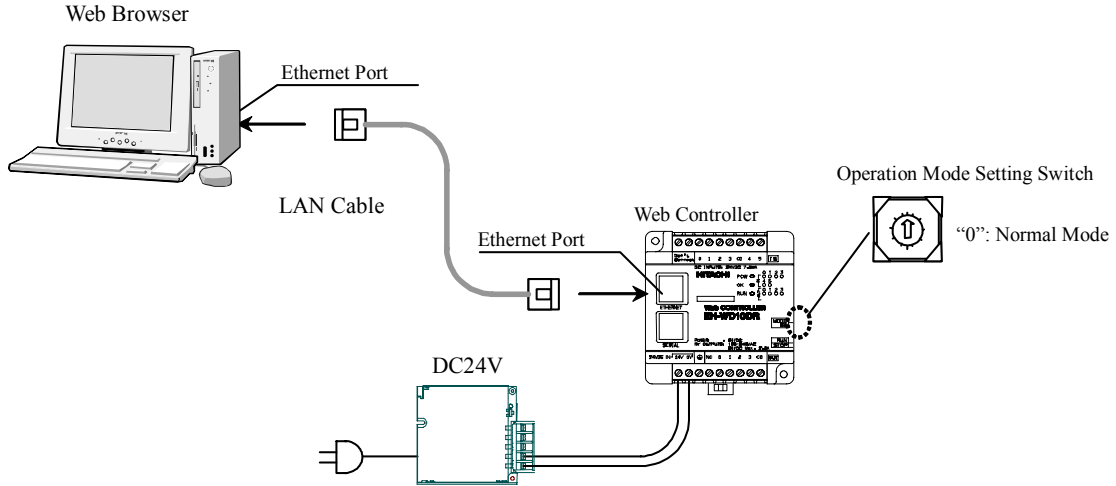 Web Browser
Ethernet Port
LAN Cable
Operation Mode Setting Switch
“0”: Normal Mode
Web Controller
Ethernet Port
HITACHI
POW
OK
RUN
ETHERNET
WEB CONTROLLER
EH-WD10DR
SERIAL
DC24V